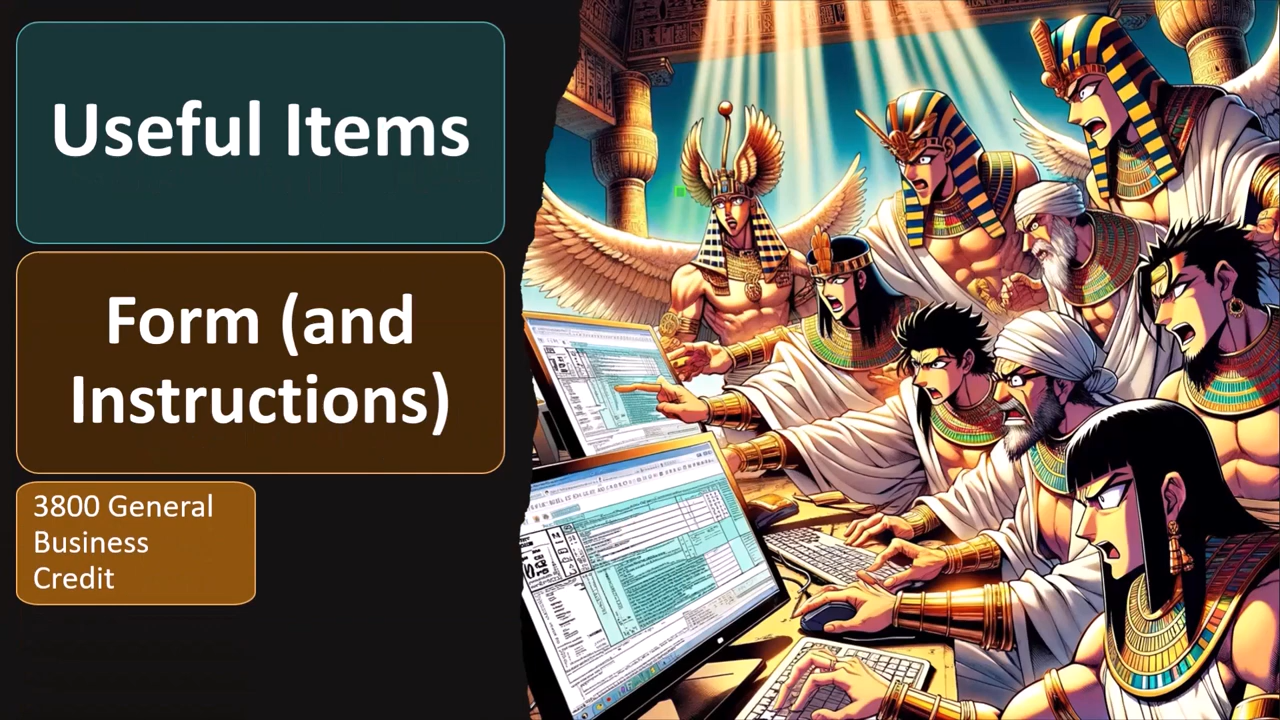 Useful Items
Form (and
Instructions)
3800 General
Business
Credit